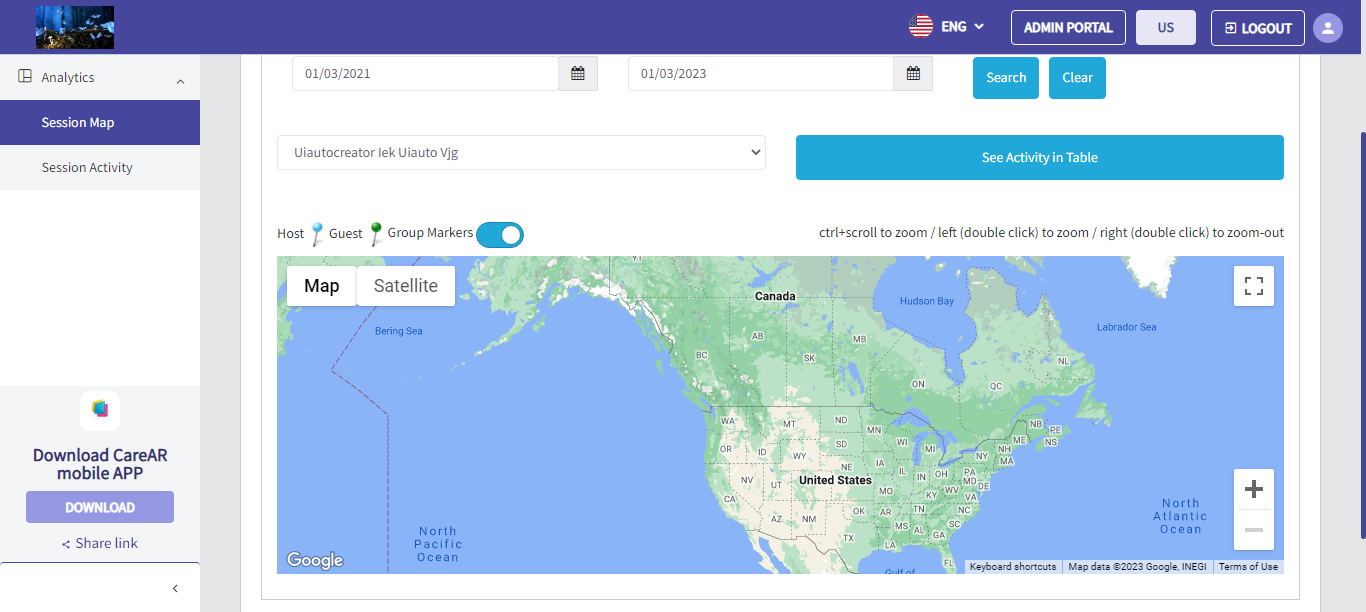 ENG
ADMIN PORTAL
US
LOGOUT
Analytics
Session Map
Session Activity
01/03/2021
01/03/2023
Search
Clear
Uiautocreator Iek Uiauto Vjg
See Activity in Table
Host
Guest
Group Markers
ctrl+scroll to zoom / left (double click) to zoom / right (double click) to zoom-out
Map
Satellite
YT
Canada
Hudson Bay
Bering Sea
Labrador Sea
AB
MB
BC
SK
NL
ON
QC
WA
MT
ND
MN
NB
PE
OR
ID
SD
WI
MI
ME
NS
WY
NH
NY
MA
NE
IA
IL
IN
OH
PA
NV
UT
United States
MD
DE
CA
MO
KY
WV
VA
AZ
NM
OK
AR
TN
NC
MS
AL
SC
TX
GA
LA
FL
Gulf of
North
Pacific
Ocean
North
Atlantic
Ocean
Google
Keyboard shortcuts
Map data ©2023 Google, INEGI
Terms of Use
Download CareAR
mobile APP
DOWNLOAD
Share link